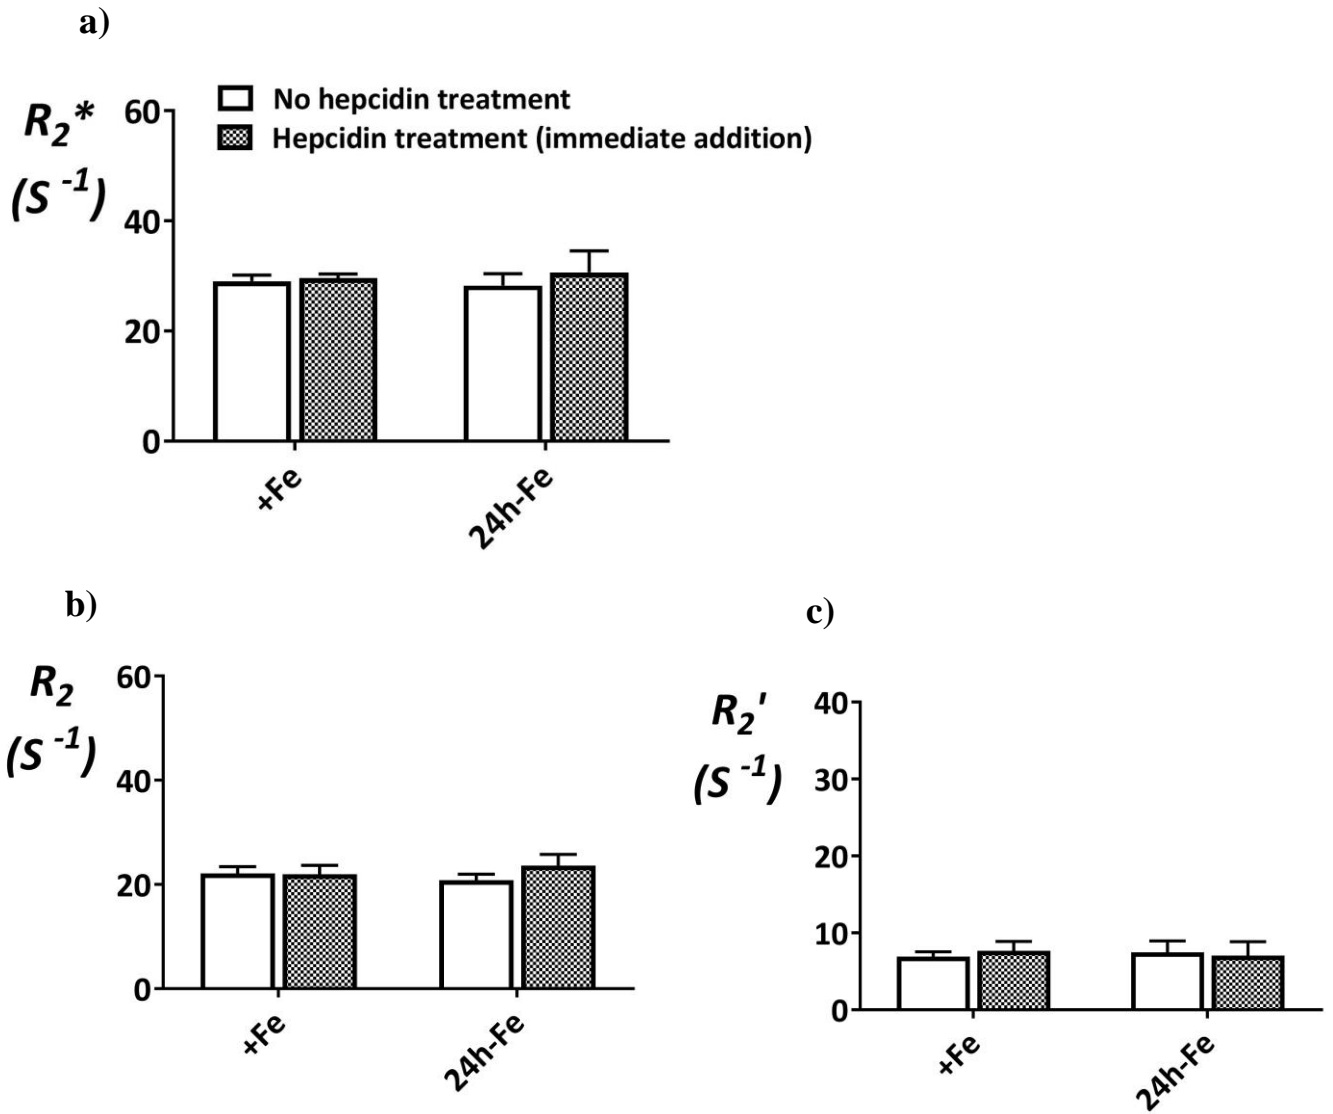 a)
R2*
(S -1)
60
40
20
0
No hepcidin treatment
Hepcidin treatment (immediate addition)
+Fe
24h-Fe
b)
R2
(S -1)
60
40
20
0
+Fe
24h-Fe
c)
R2'
(S -1)
40
30
20
10
0
+Fe
24h-Fe